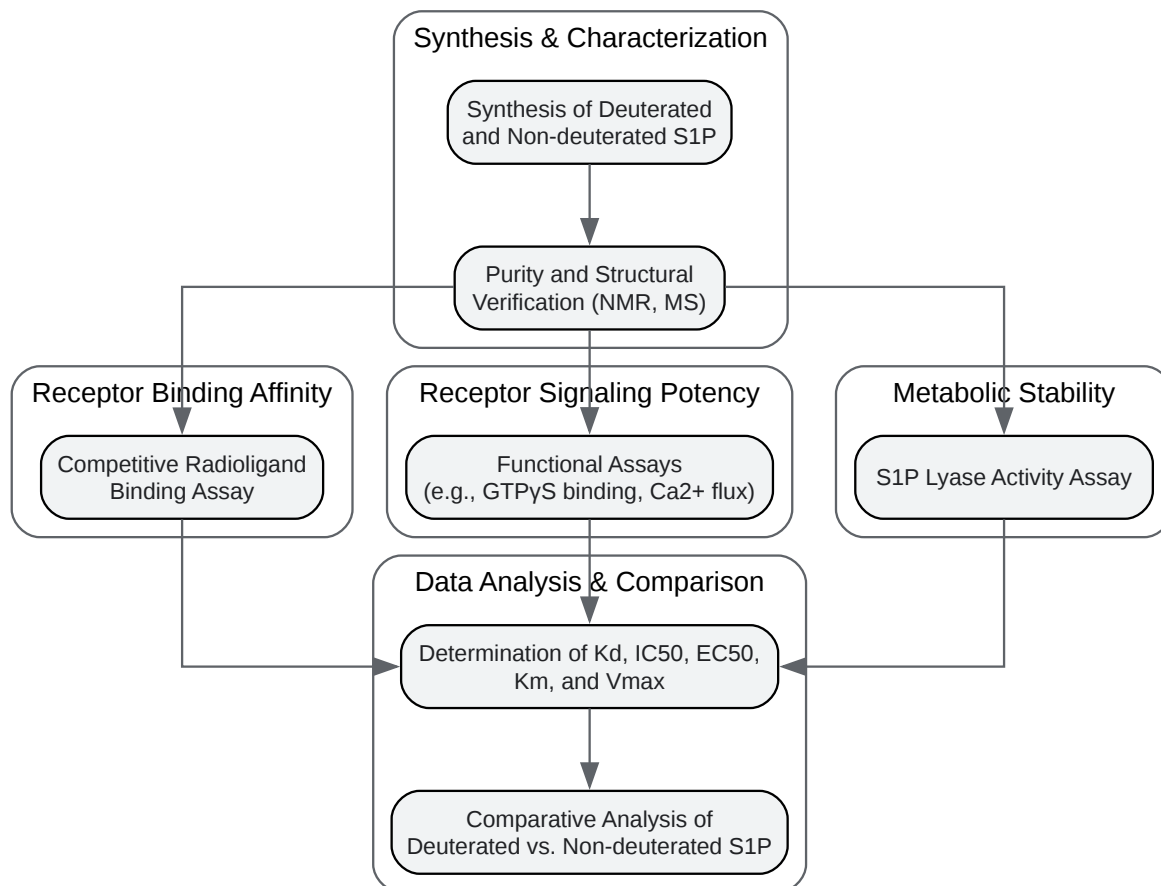 Synthesis & Characterization
Synthesis of Deuterated
and Non-deuterated S1P
Purity and Structural
Verification (NMR, MS)
Receptor Binding Affinity
Competitive Radioligand
Binding Assay
Receptor Signaling Potency
Functional Assays
(e.g., GTPγS binding, Ca2+ flux)
Metabolic Stability
S1P Lyase Activity Assay
Data Analysis & Comparison
Determination of Kd, IC50, EC50,
Km, and Vmax
Comparative Analysis of
Deuterated vs. Non-deuterated S1P